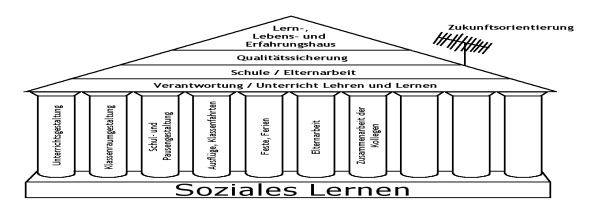 Lern-,
Lebens- und
Erfahrungshaus
Zukunftsorientierung
Qualitätssicherung
Schule / Elternarbeit
Verantwortung / Unterricht Lehren und Lernen
Unterrichtsgestaltung
Klassenraumgestaltung
Schul- und
Pausengestaltung
Ausflüge, Klassenfahrten
Feste, Ferien
Elternarbeit
Zusammenarbeit der
Kollegen
Soziales Lernen